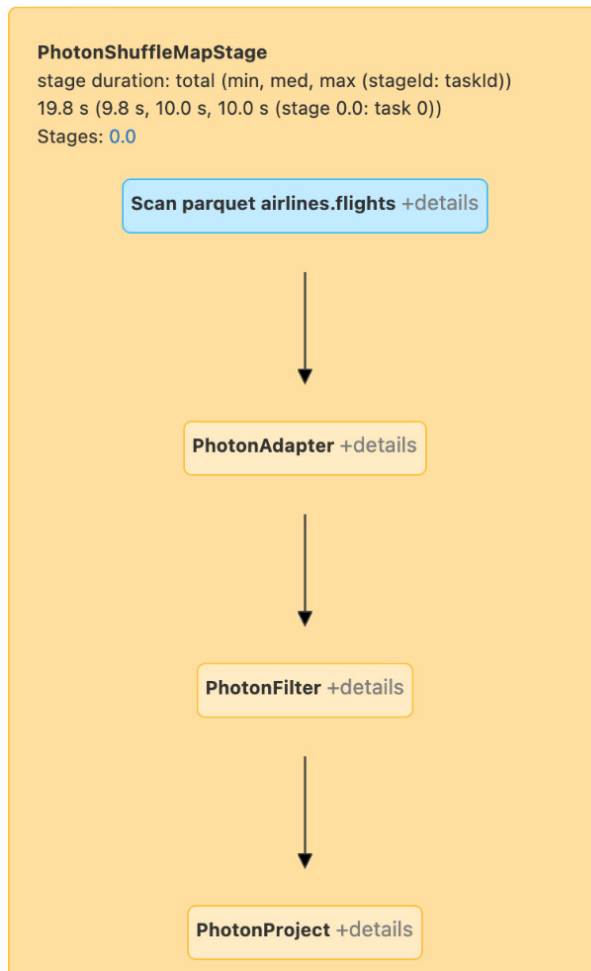 PhotonShuffleMapStage
stage duration: total (min, med, max (stageId: taskId))
19.8 s (9.8 s, 10.0 s, 10.0 s (stage 0.0: task 0))
Stages: 0.0
Scan parquet airlines.flights +details
PhotonAdapter +details
PhotonFilter +details
PhotonProject +details